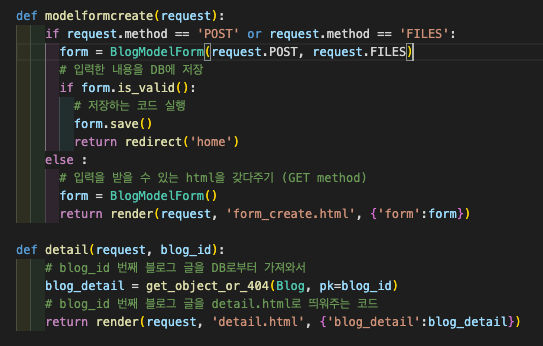 def modelformcreate(request):
    if request.method == 'POST' or request.method == 'FILES':
      form = BlogModelForm(request.POST, request.FILES)
      # 입력한 내용을 DB에 저장
      if form.is_valid():
        # 저장하는 코드 실행
        form.save()
        return redirect('home')
    else :
      # 입력을 받을 수 있는 html을 갖다주기 (GET method)
      form = BlogModelForm()
      return render(request, 'form_create.html', {'form':form})

def detail(request, blog_id):
    # blog_id 번째 블로그 글을 DB로부터 가져와서
    blog_detail = get_object_or_404(Blog, pk=blog_id)
    # blog_id 번째 블로그 글을 detail.html로 띄워주는 코드
    return render(request, 'detail.html', {'blog_detail':blog_detail})